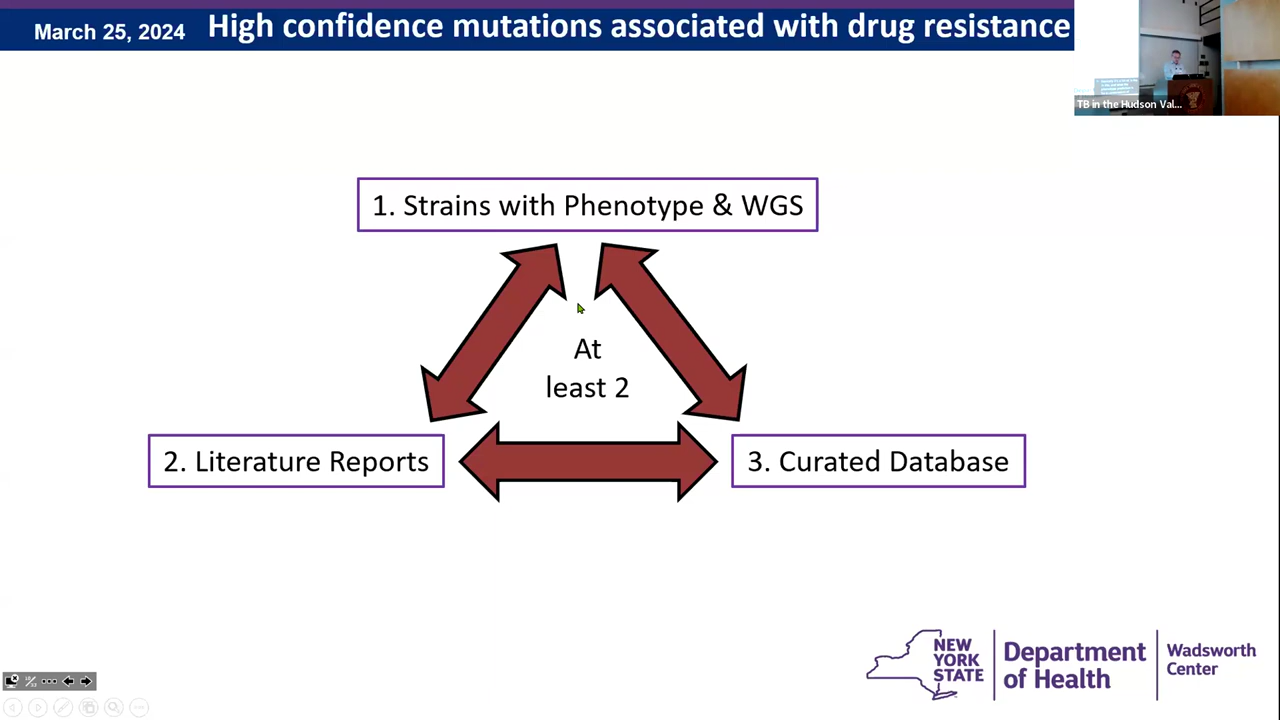 March 25, 2024 High confidence mutations associated with drug resistance
TB in the Hudson Val...
1. Strains with Phenotype & WGS
At
least 2
2. Literature Reports
3. Curated Database
NEW
YORK
STATE
Department
of Health
Wadsworth
Center